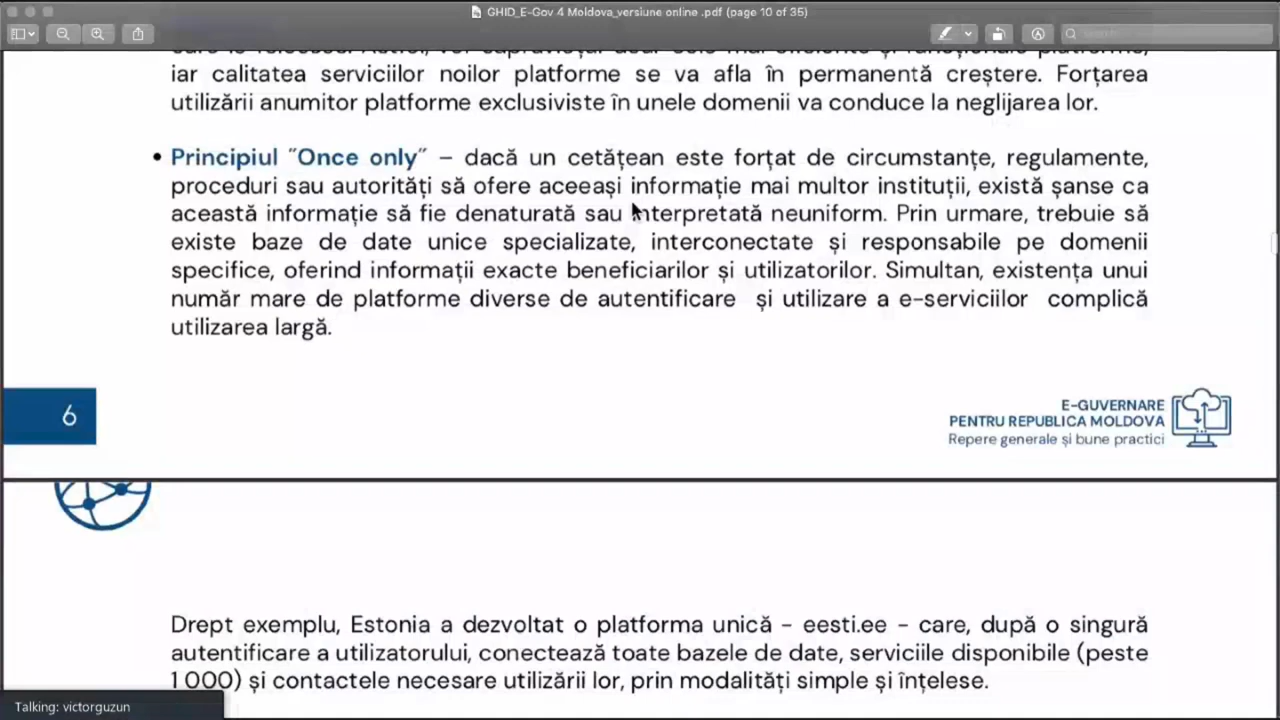 GHID_E-Gov 4 Moldova_versiune online .pdf (page 10 of 35)
iar calitatea serviciilor noilor platforme se va afla în permanentă creștere. Forțarea
utilizării anumitor platforme exclusiviste în unele domenii va conduce la neglijarea lor.
• Principiul ˝Once only˝ – dacă un cetățean este forțat de circumstanțe, regulamente,
proceduri sau autorități să ofere aceeași informație mai multor instituții, există șanse ca
această informație să fie denaturată sau interpretată neuniform. Prin urmare, trebuie să
existe baze de date unice specializate, interconectate și responsabile pe domenii
specifice, oferind informații exacte beneficiarilor și utilizatorilor. Simultan, existența unui
număr mare de platforme diverse de autentificare și utilizare a e-serviciilor complică
utilizarea largă.
6
E-GUVERNARE
PENTRU REPUBLICA MOLDOVA
Repere generale și bune practici
Drept exemplu, Estonia a dezvoltat o platforma unică – eesti.ee – care, după o singură
autentificare a utilizatorului, conectează toate bazele de date, serviciile disponibile (peste
1 000) și contactele necesare utilizării lor, prin modalități simple și înțelese.
Talking: victorguzun